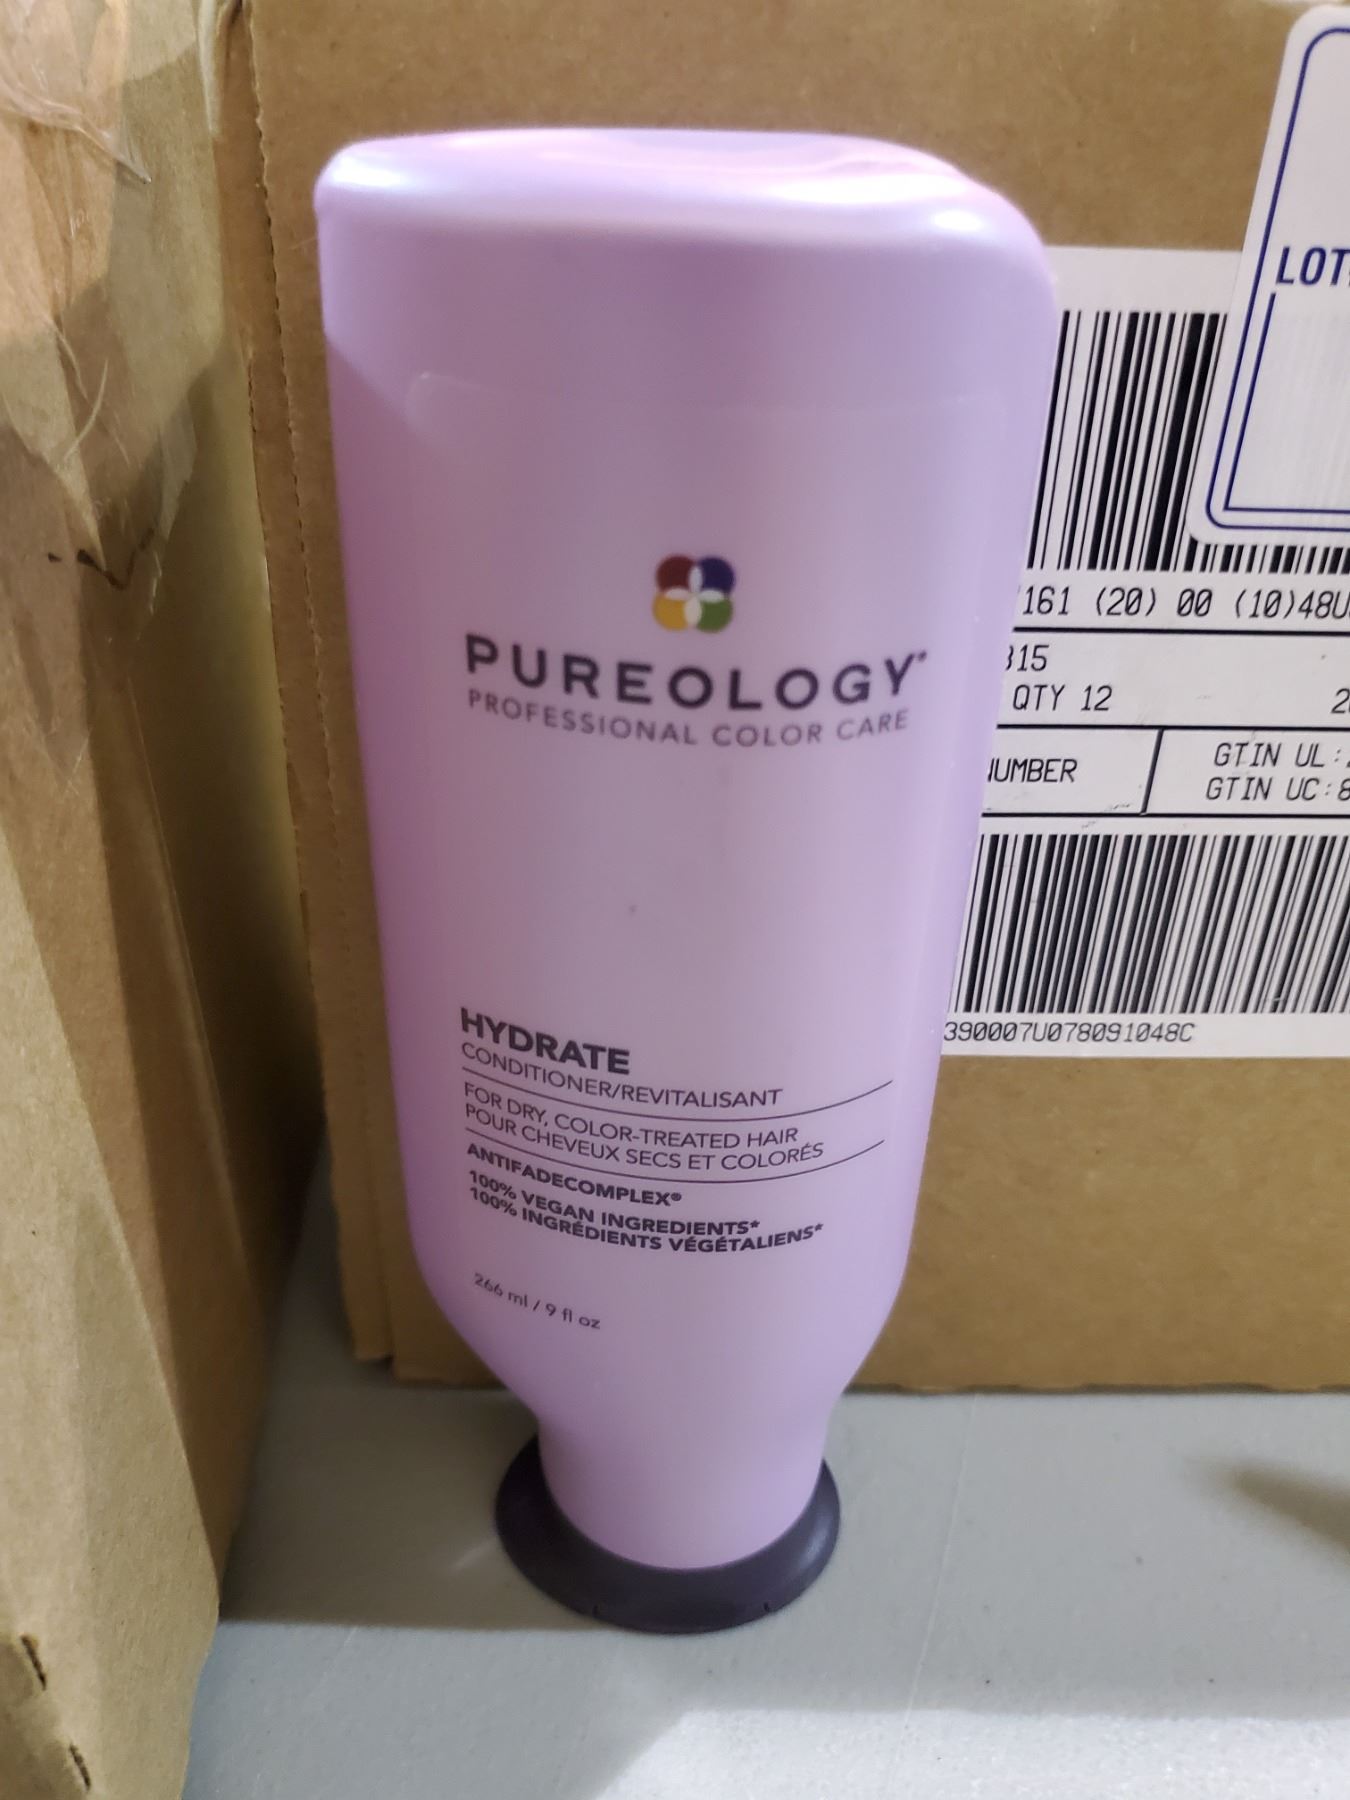 PUREOLOGY
PROFESSIONAL COLOR CARE
HYDRATE
CONDITIONER/REVITALISANT
FOR DRY, COLOR-TREATED HAIR
POUR CHEVEUX SECS ET COLORÉS
ANTIFADECOMPLEX®
100% VEGAN INGREDIENTS*
100% INGRÉDIENTS VÉGÉTALIENS*
266 ml / 9 fl oz
LOT
161 (20) 00 (10)48U
315
QTY 12
UMBER
GTIN UL:
GTIN UC:8
390007U078091048C